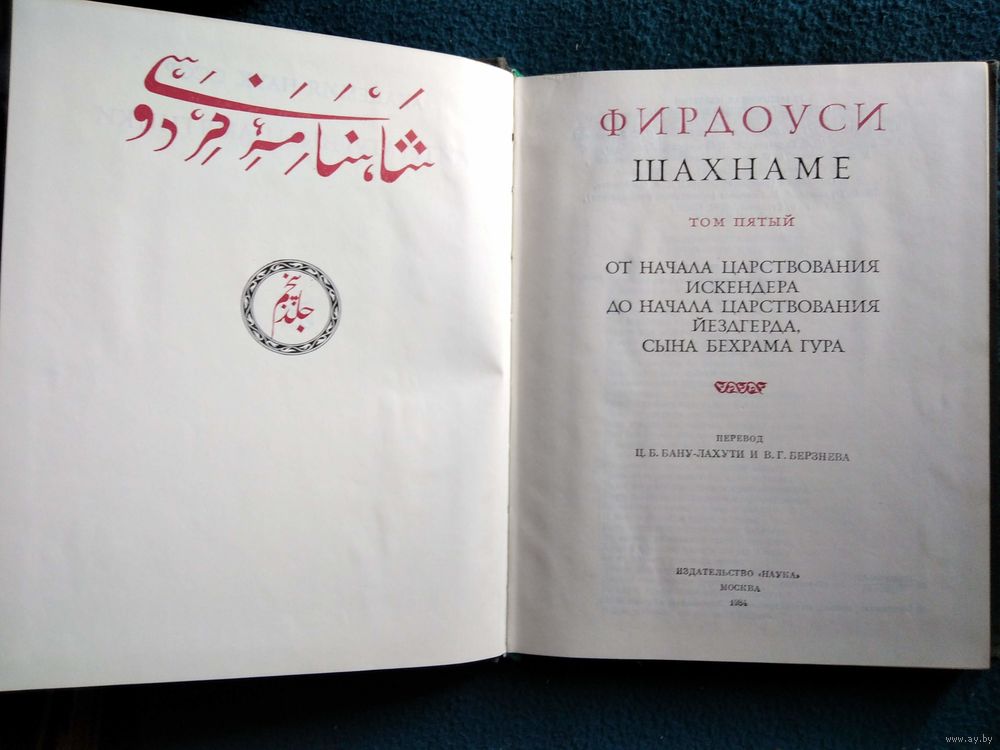 شاهنامهٔ فردوسی
جلد پنجم
ФИРДОУСИ
ШАХНАМЕ
ТОМ ПЯТЫЙ
ОТ НАЧАЛА ЦАРСТВОВАНИЯ
ИСКЕНДЕРА
ДО НАЧАЛА ЦАРСТВОВАНИЯ
ЙЕЗДГЕРДА,
СЫНА БЕХРАМА ГУРА
ПЕРЕВОД
Ц. Б. БАНУ-ЛАХУТИ И В. Г. БЕРЗНЕВА
ИЗДАТЕЛЬСТВО «НАУКА»
МОСКВА
1984
www.ay.by